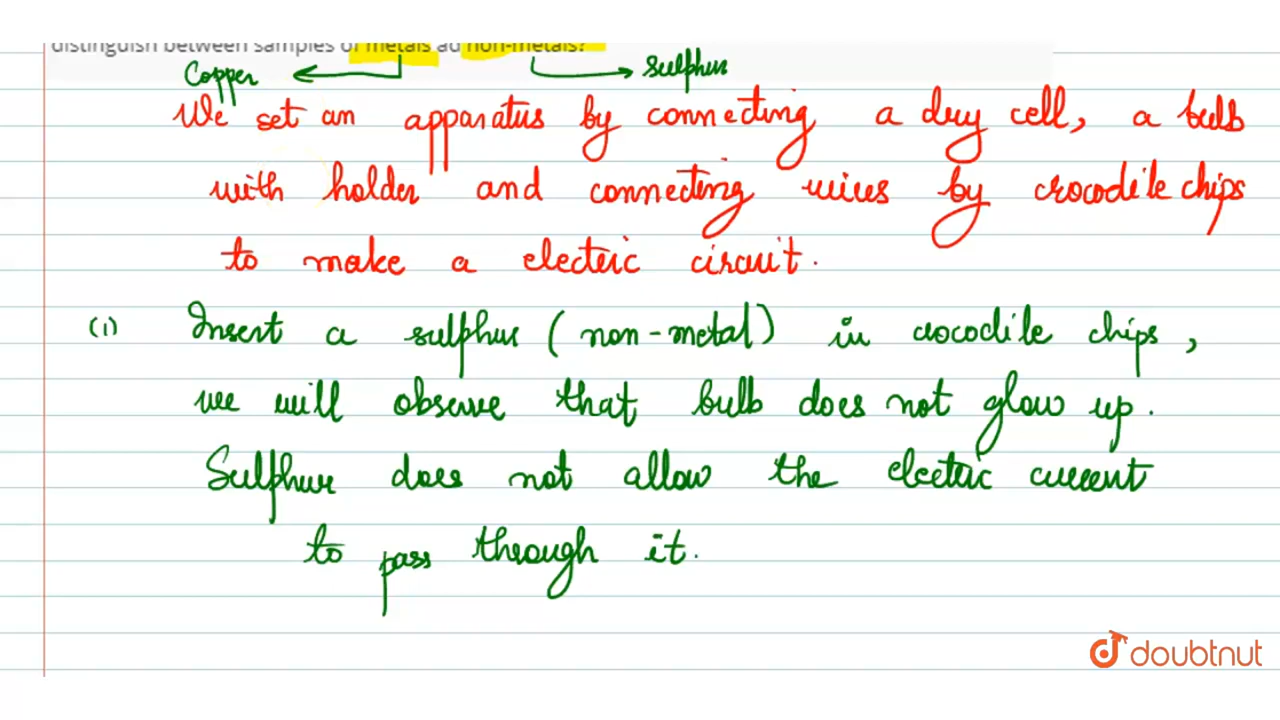 distinguish between samples of metals ad non-metals?
Copper sulphur
We set an apparatus by connecting a dry cell, a bulb
with holder and connecting wires by crocodile chips
to make a electric circuit.
(1) Insert a sulphur (non-metal) in crocodile chips,
we will observe that bulb does not glow up.
Sulphur does not allow the electric current
to pass through it.
doubtnut